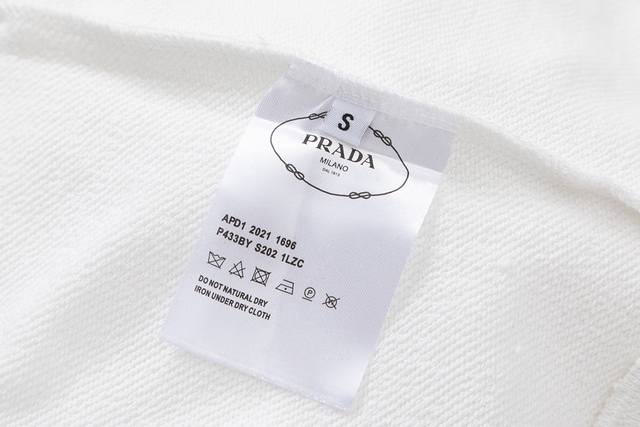 S
PRADA
MILANO
DAL 1913
APD1 2021 1696
P433BY S202 1LZC
P
DO NOT NATURAL DRY
IRON UNDER DRY CLOTH